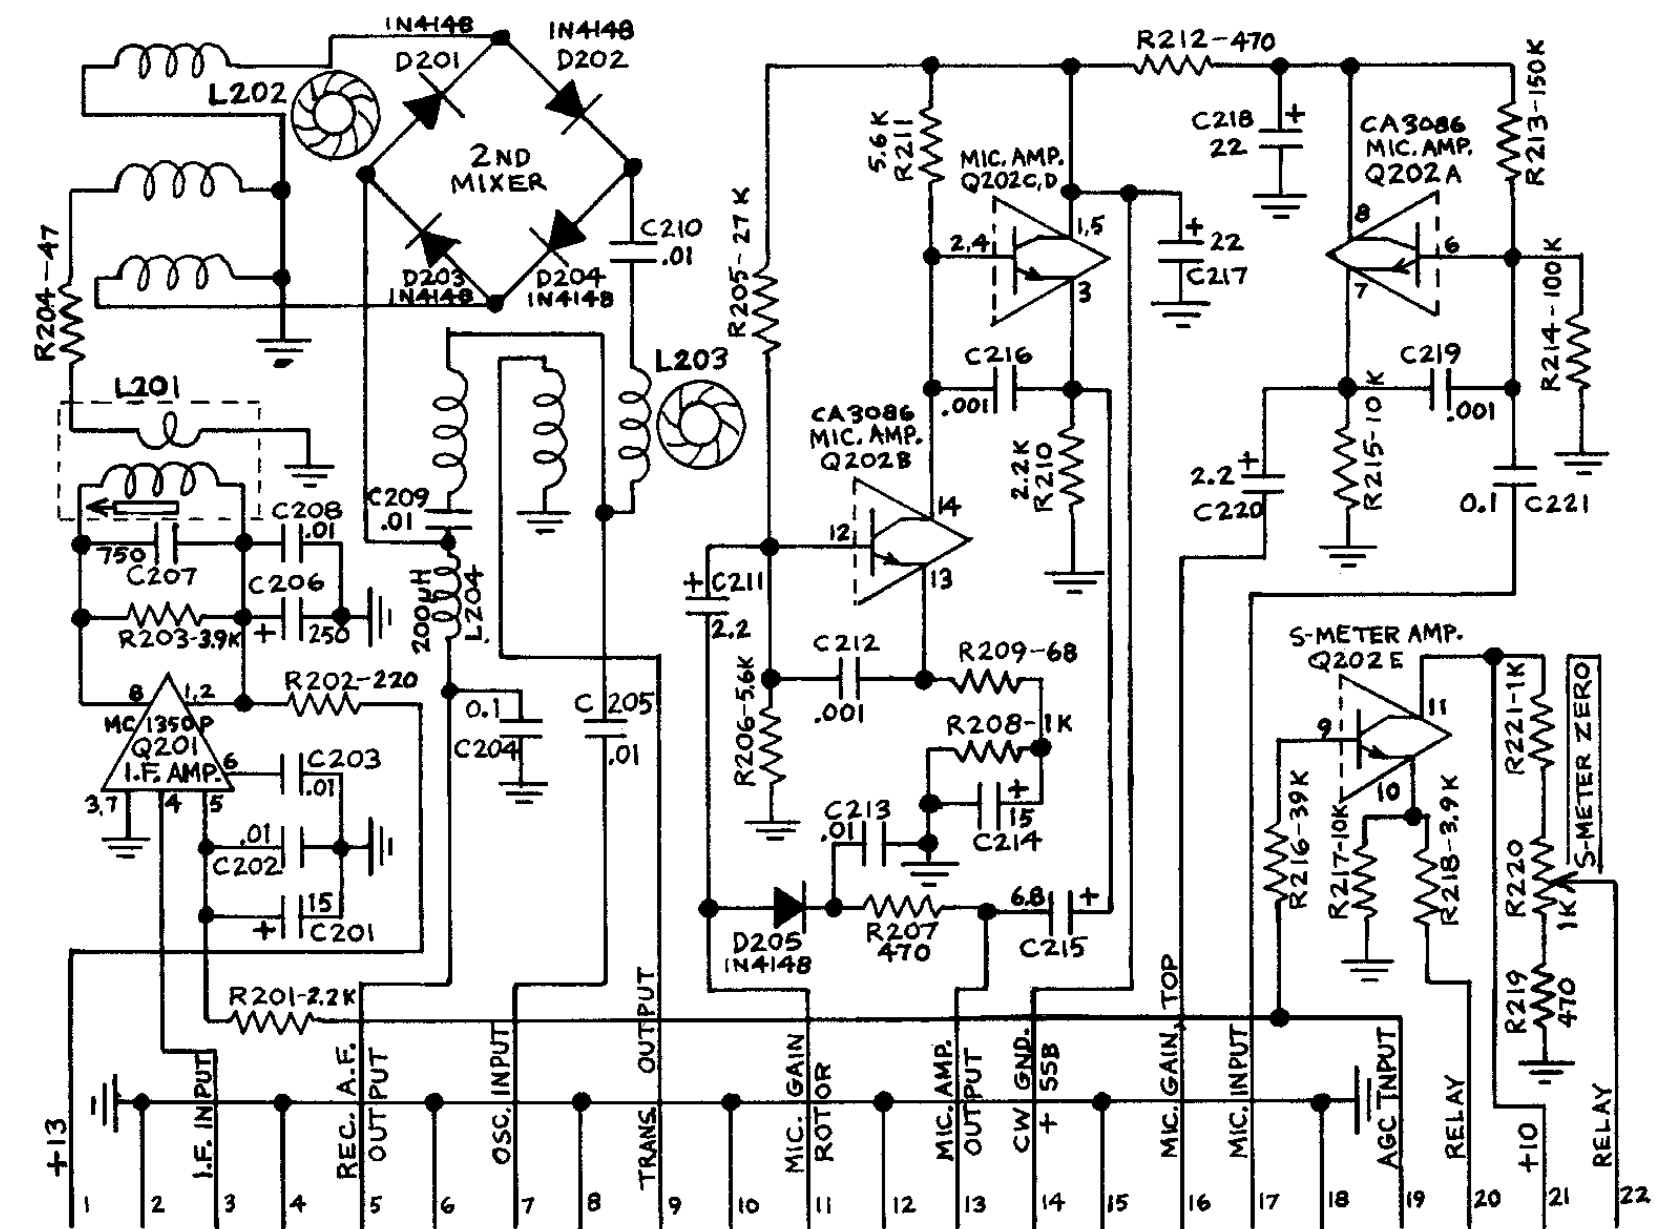 1N4148
D201
1N4148
D202
L202
2ND
MIXER
D203
1N4148
D204
1N4148
C210
.01
R204-47
L201
L203
C209
.01
200UH
L204
750
C207
C208
.01
C206
+
250
R203-3.9K
8
1,2
R202-220
MC1350P
Q201
I.F. AMP.
3,7
4
5
6
C203
.01
.01
C202
15
+
C201
R201-2.2K
0.1
C204
C205
.01
R212-470
R205-27K
5.6K
R211
MIC. AMP.
Q202C,D
1,5
2,4
3
C218
22
+
+
22
C217
CA3086
MIC. AMP.
Q202A
8
6
7
R213-150K
R214-100K
C216
.001
2.2K
R210
C219
.001
R215-10K
2.2
+
C220
0.1
C221
CA3086
MIC. AMP.
Q202B
14
12
13
+
C211
2.2
C212
.001
R209-68
R208-1K
R206-5.6K
+
15
C214
C213
.01
D205
1N4148
R207
470
6.8
+
C215
S-METER AMP.
Q202E
11
9
10
R216-39K
R217-10K
R218-3.9K
R221-1K
R220
1K
S-METER ZZERO
R219
470
+13
I.F. INPUT
REC. A.F.
OUTPUT
OSC. INPUT
TRANS. OUTPUT
MIC. GAIN
ROTOR
MIC. AMP.
OUTPUT
CW GND.
+ SSB
MIC. GAIN, TOP
MIC. INPUT
AGC INPUT
RELAY
+10
RELAY
1
2
3
4
5
6
7
8
9
10
11
12
13
14
15
16
17
18
19
20
21
22